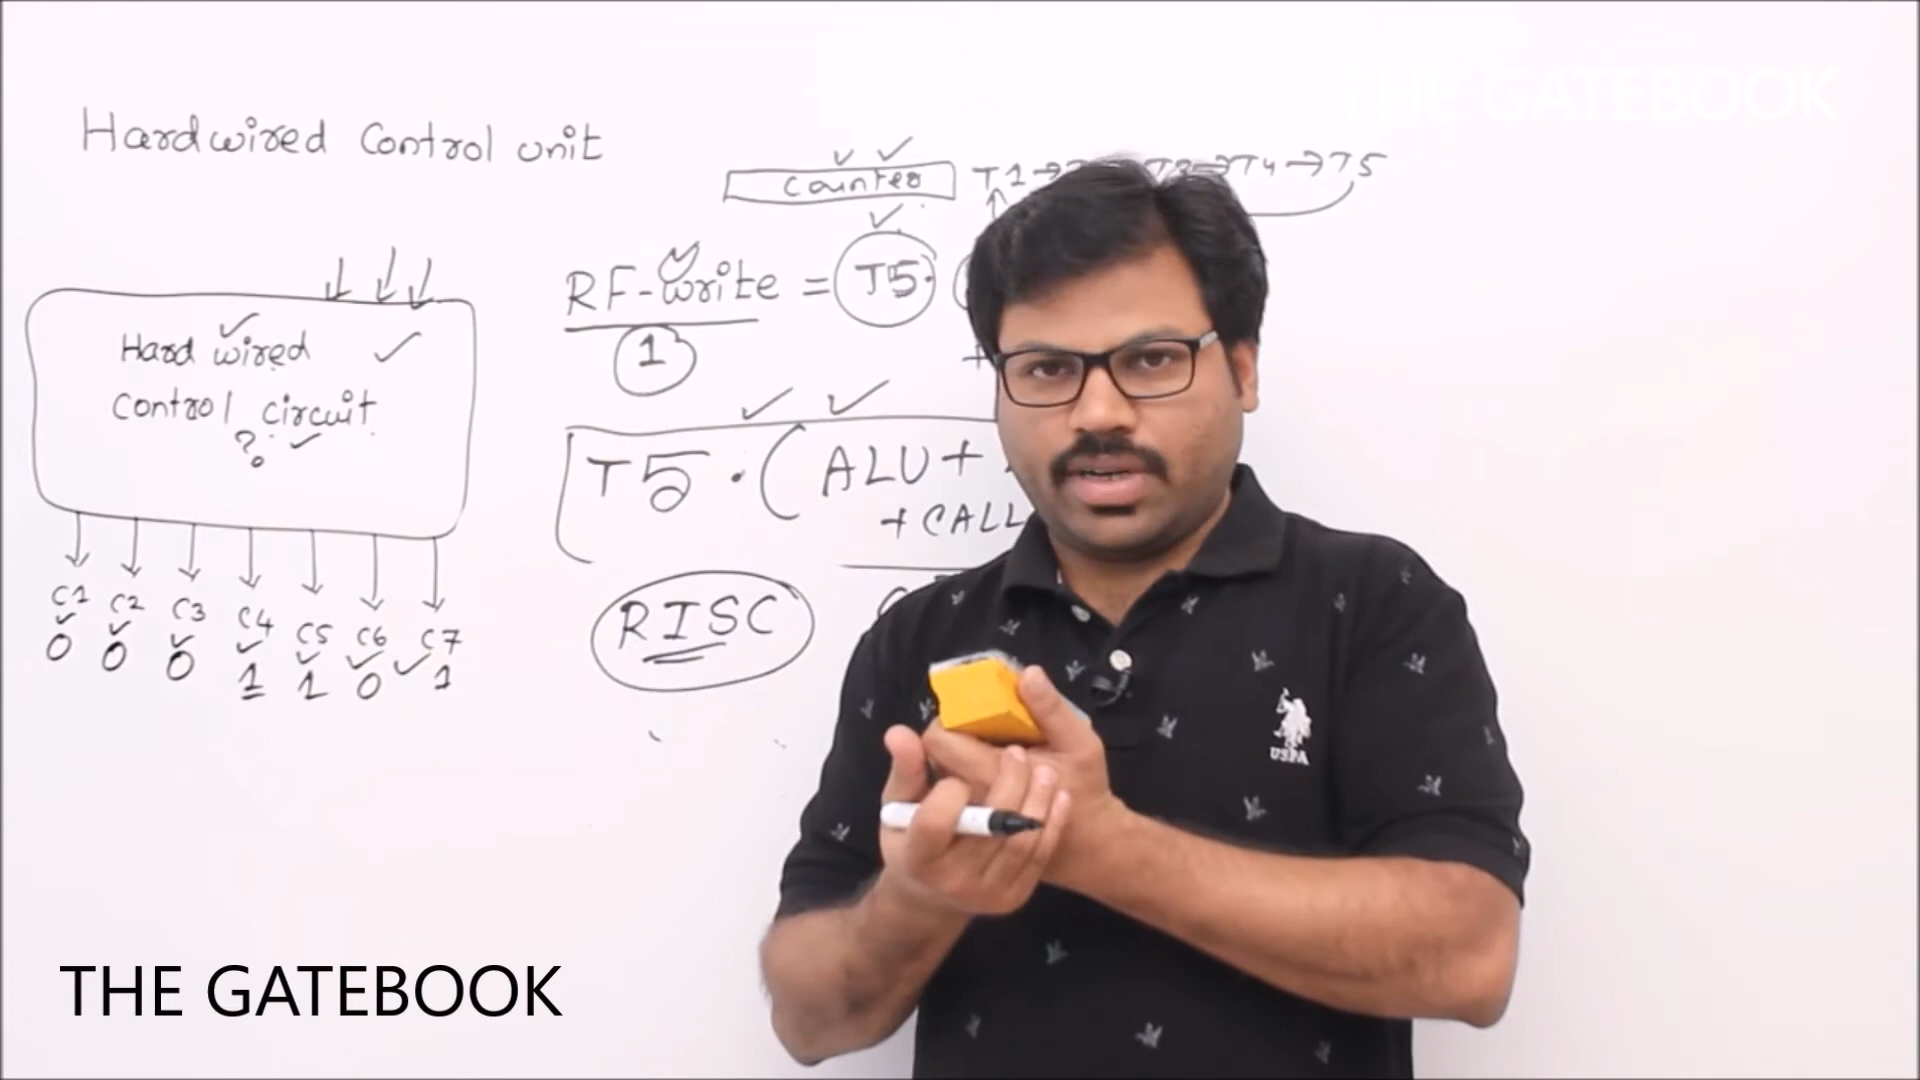 THE GATEBOOK
Hardwired Control unit
Counter T1→ T3→T4→T5
RF-Write = T5.
1 +
T5.(ALU+
+CALL
Hard wired
Control circuit
?
C1 C2 C3 C4 C5 C6 C7
0 0 0 1 1 0 1
RISC
USPA
THE GATEBOOK